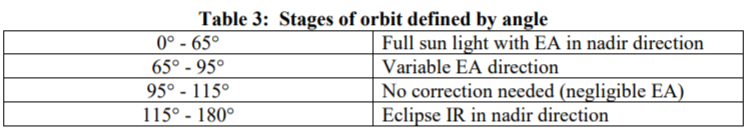 Table 3: Stages of orbit defined by angle
0° - 65° Full sun light with EA in nadir direction
65° - 95° Variable EA direction
95° - 115° No correction needed (negligible EA)
115° - 180° Eclipse IR in nadir direction